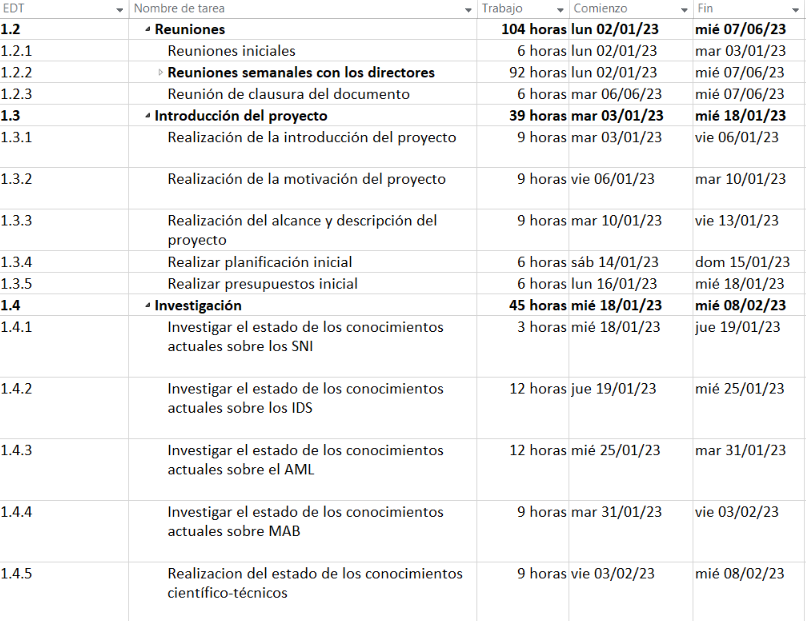 EDT Nombre de tarea Trabajo Comienzo Fin
1.2 Reuniones 104 horas lun 02/01/23 mié 07/06/23
1.2.1 Reuniones iniciales 6 horas lun 02/01/23 mar 03/01/23
1.2.2 Reuniones semanales con los directores 92 horas lun 02/01/23 mié 07/06/23
1.2.3 Reunión de clausura del documento 6 horas mar 06/06/23 mié 07/06/23
1.3 Introducción del proyecto 39 horas mar 03/01/23 mié 18/01/23
1.3.1 Realización de la introducción del proyecto 9 horas mar 03/01/23 vie 06/01/23
1.3.2 Realización de la motivación del proyecto 9 horas vie 06/01/23 mar 10/01/23
1.3.3 Realización del alcance y descripción del 9 horas mar 10/01/23 vie 13/01/23
proyecto
1.3.4 Realizar planificación inicial 6 horas sáb 14/01/23 dom 15/01/23
1.3.5 Realizar presupuestos inicial 6 horas lun 16/01/23 mié 18/01/23
1.4 Investigación 45 horas mié 18/01/23 mié 08/02/23
1.4.1 Investigar el estado de los conocimientos 3 horas mié 18/01/23 jue 19/01/23
actuales sobre los SNI
1.4.2 Investigar el estado de los conocimientos 12 horas jue 19/01/23 mié 25/01/23
actuales sobre los IDS
1.4.3 Investigar el estado de los conocimientos 12 horas mié 25/01/23 mar 31/01/23
actuales sobre el AML
1.4.4 Investigar el estado de los conocimientos 9 horas mar 31/01/23 vie 03/02/23
actuales sobre MAB
1.4.5 Realizacion del estado de los conocimientos 9 horas vie 03/02/23 mié 08/02/23
científico-técnicos